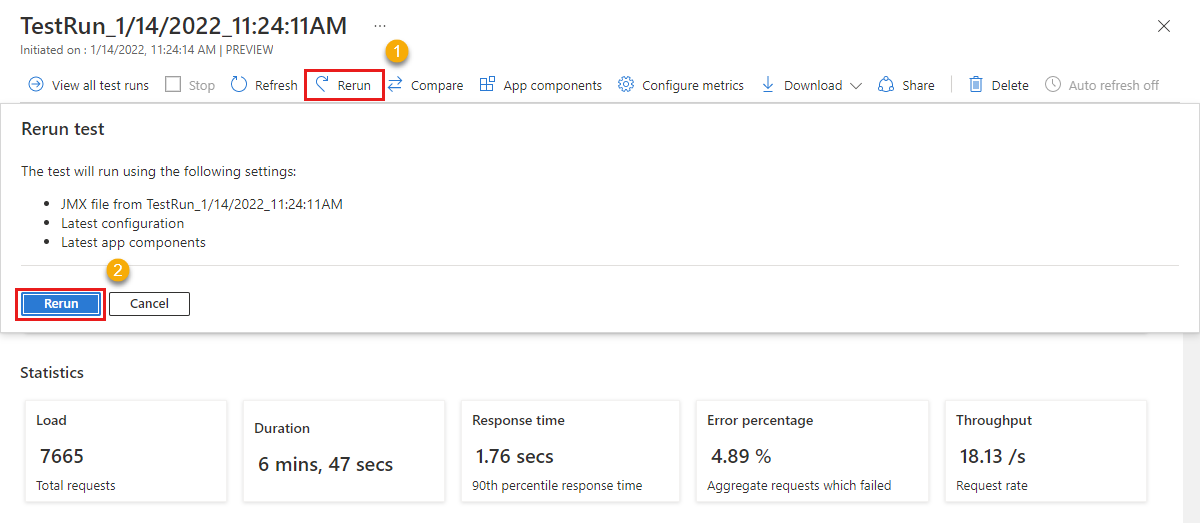 TestRun_1/14/2022_11:24:11AM ...
Initiated on : 1/14/2022, 11:24:14 AM | PREVIEW
1
View all test runs Stop Refresh Rerun Compare App components Configure metrics Download Share Delete Auto refresh off
Rerun test
The test will run using the following settings:
• JMX file from TestRun_1/14/2022_11:24:11AM
• Latest configuration
• Latest app components
2
Rerun Cancel
Statistics
Load
7665
Total requests
Duration
6 mins, 47 secs
Response time
1.76 secs
90th percentile response time
Error percentage
4.89 %
Aggregate requests which failed
Throughput
18.13 /s
Request rate